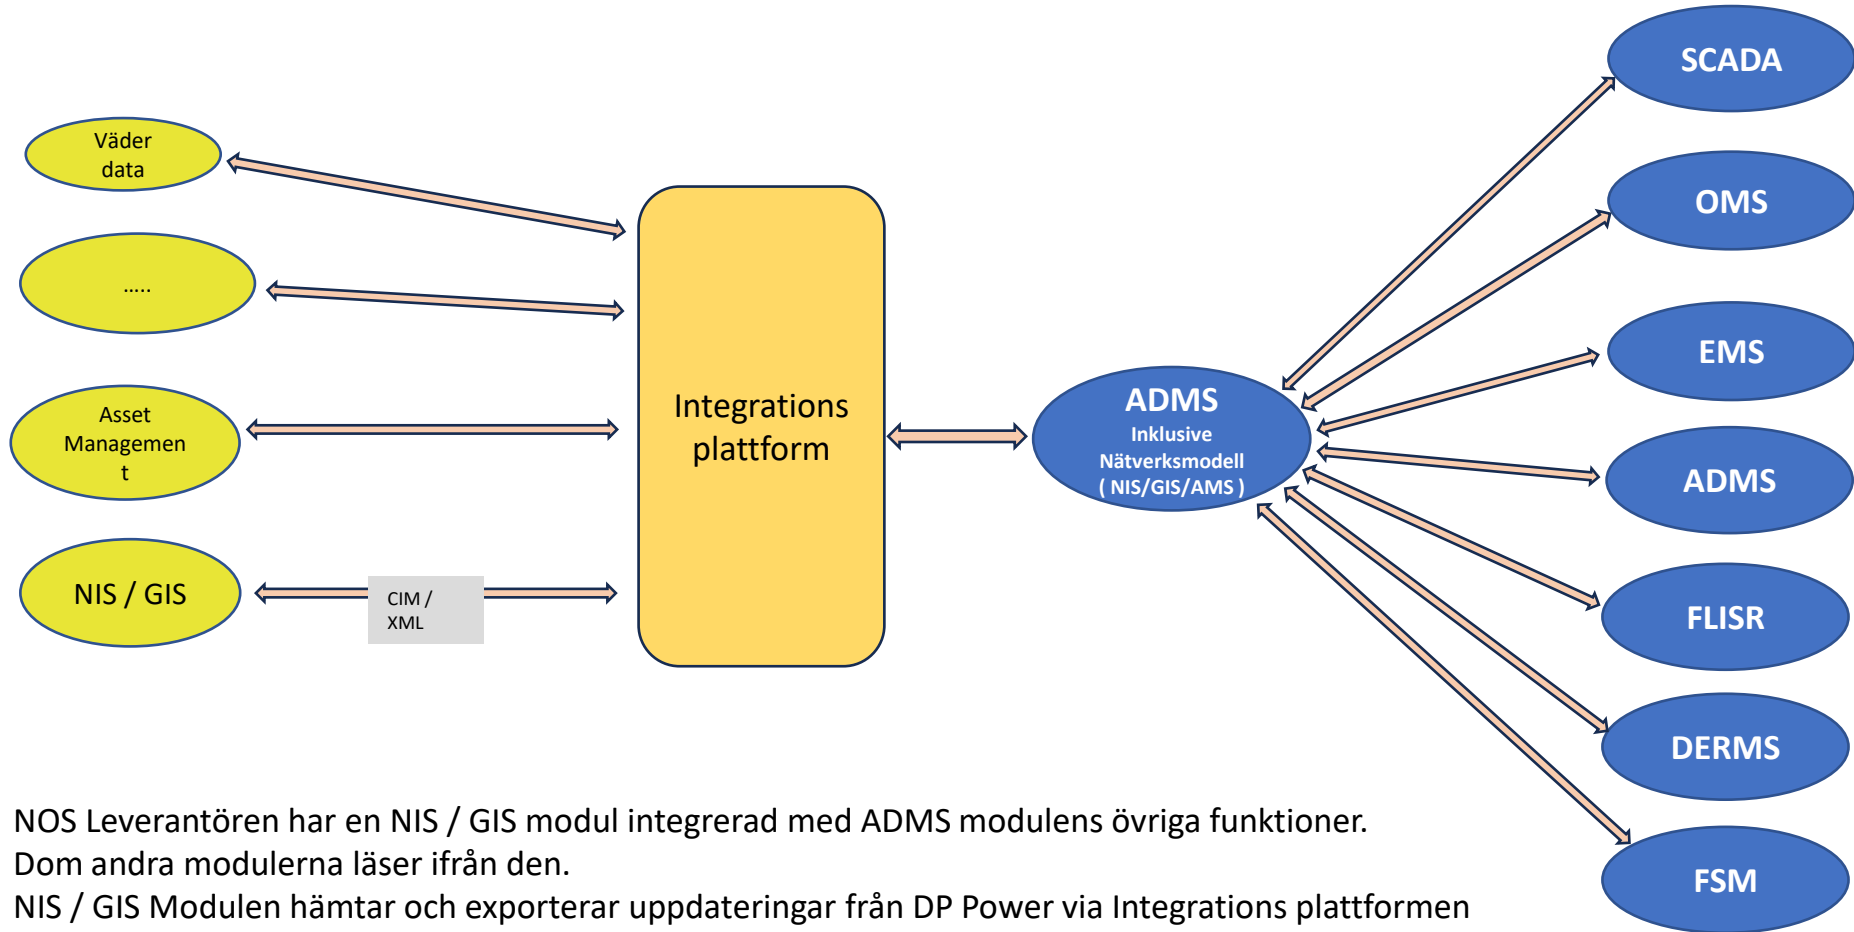 SCADA
Väder
data
OMS
…..
EMS
Asset
Managemen
t
Integrations
plattform
ADMS
Inklusive
Nätverksmodell
( NIS/GIS/AMS )
ADMS
NIS / GIS
CIM /
XML
FLISR
DERMS
FSM
NOS Leverantören har en NIS / GIS modul integrerad med ADMS modulens övriga funktioner.
Dom andra modulerna läser ifrån den.
NIS / GIS Modulen hämtar och exporterar uppdateringar från DP Power via Integrations plattformen